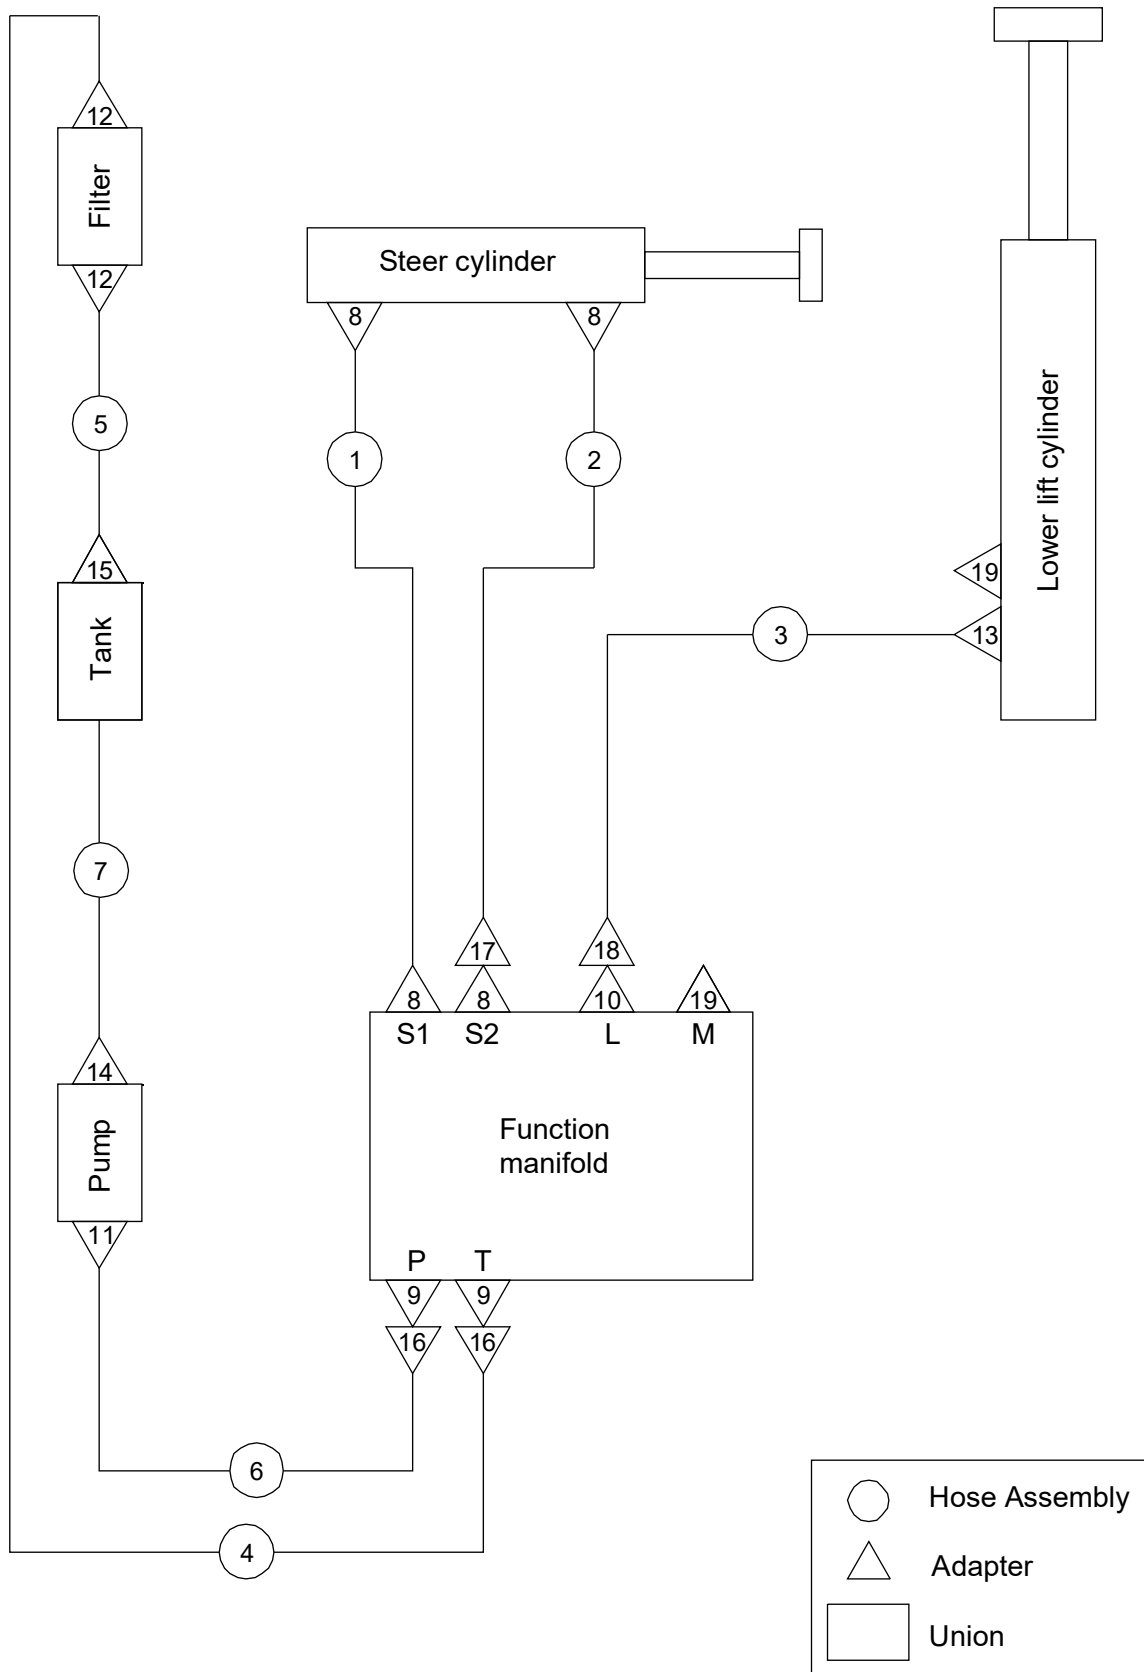 12
Filter
12
Steer cylinder
8
8
5
1
2
Lower lift cylinder
15
19
Tank
3
13
7
17
18
8
8
10
19
S1
S2
L
M
14
Pump
Function
manifold
11
P
T
9
9
16
16
6
4
Hose Assembly
Adapter
Union